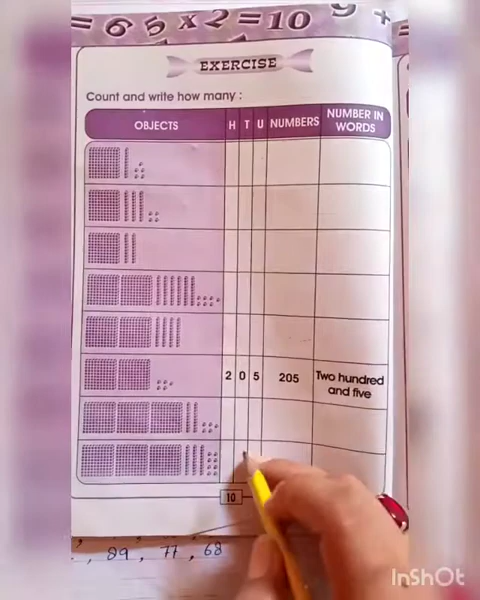 = 6 5 x 2 = 10 9 +
EXERCISE
Count and write how many :
OBJECTS H T U NUMBERS NUMBER IN WORDS
2 0 5 205 Two hundred and five
10
, 89, 77, 68
InShOt